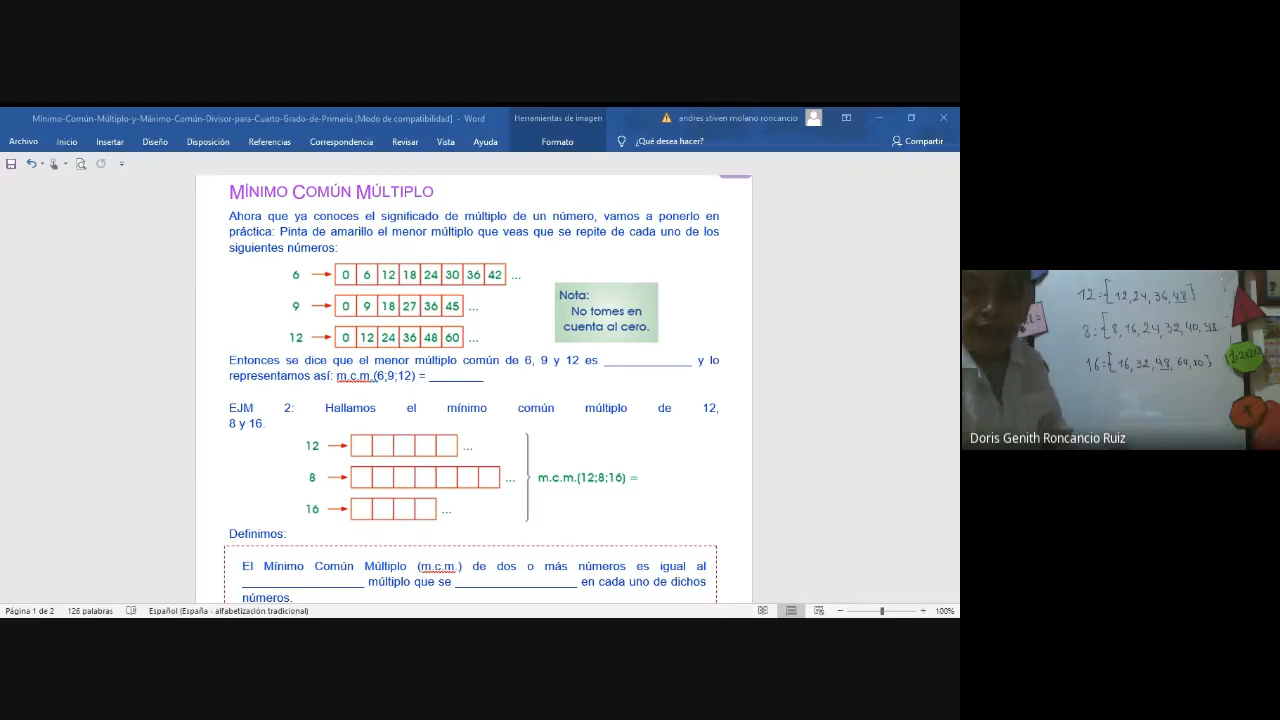 Mínimo-Común-Múltiplo-y-Máximo-Común-Divisor-para-Cuarto-Grado-de-Primaria [Modo de compatibilidad] - Word
Herramientas de imagen
andres stiven molano roncancio
Archivo Inicio Insertar Diseño Disposición Referencias Correspondencia Revisar Vista Ayuda Formato ¿Qué desea hacer? Compartir
MÍNIMO COMÚN MÚLTIPLO
Ahora que ya conoces el significado de múltiplo de un número, vamos a ponerlo en
práctica: Pinta de amarillo el menor múltiplo que veas que se repite de cada uno de los
siguientes números:
6 0 6 12 18 24 30 36 42 ...
9 0 9 18 27 36 45 ...
12 0 12 24 36 48 60 ...
Nota:
No tomes en
cuenta al cero.
Entonces se dice que el menor múltiplo común de 6, 9 y 12 es ______________ y lo
representamos así: m.c.m.(6;9;12) = ________
EJM 2: Hallamos el mínimo común múltiplo de 12,
8 y 16.
12 ...
8 ...
16 ...
m.c.m.(12;8;16) =
Definimos:
El Mínimo Común Múltiplo (m.c.m.) de dos o más números es igual al
__________________ múltiplo que se __________________ en cada uno de dichos
números.
Página 1 de 2 126 palabras Español (España - alfabetización tradicional) 100%
12={12,24,36,48}
8={8,16,24,32,40,48
16={16,32,48,64,80}
Doris Genith Roncancio Ruiz